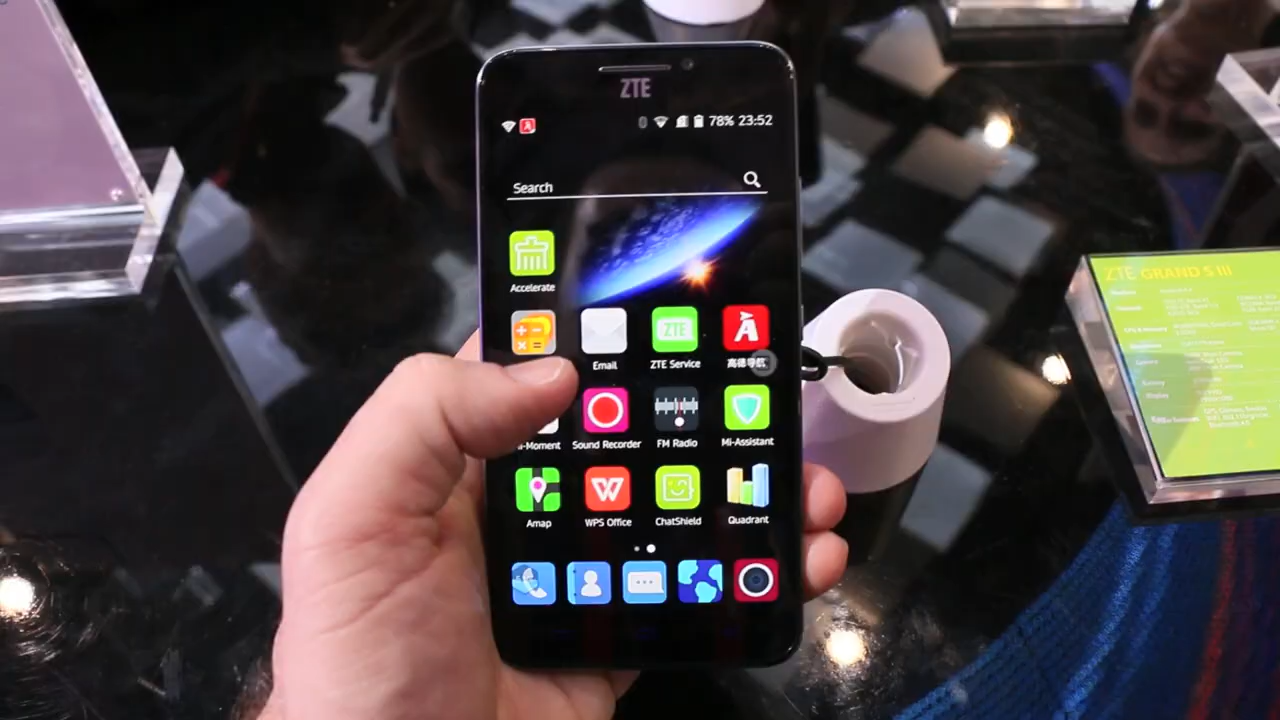 ZTE
78% 23:52
Search
Accelerate
Email
ZTE
ZTE Service
高德导航
-Moment
Sound Recorder
FM Radio
Mi-Assistant
Amap
WPS Office
ChatShield
Quadrant
ZTE GRAND S III